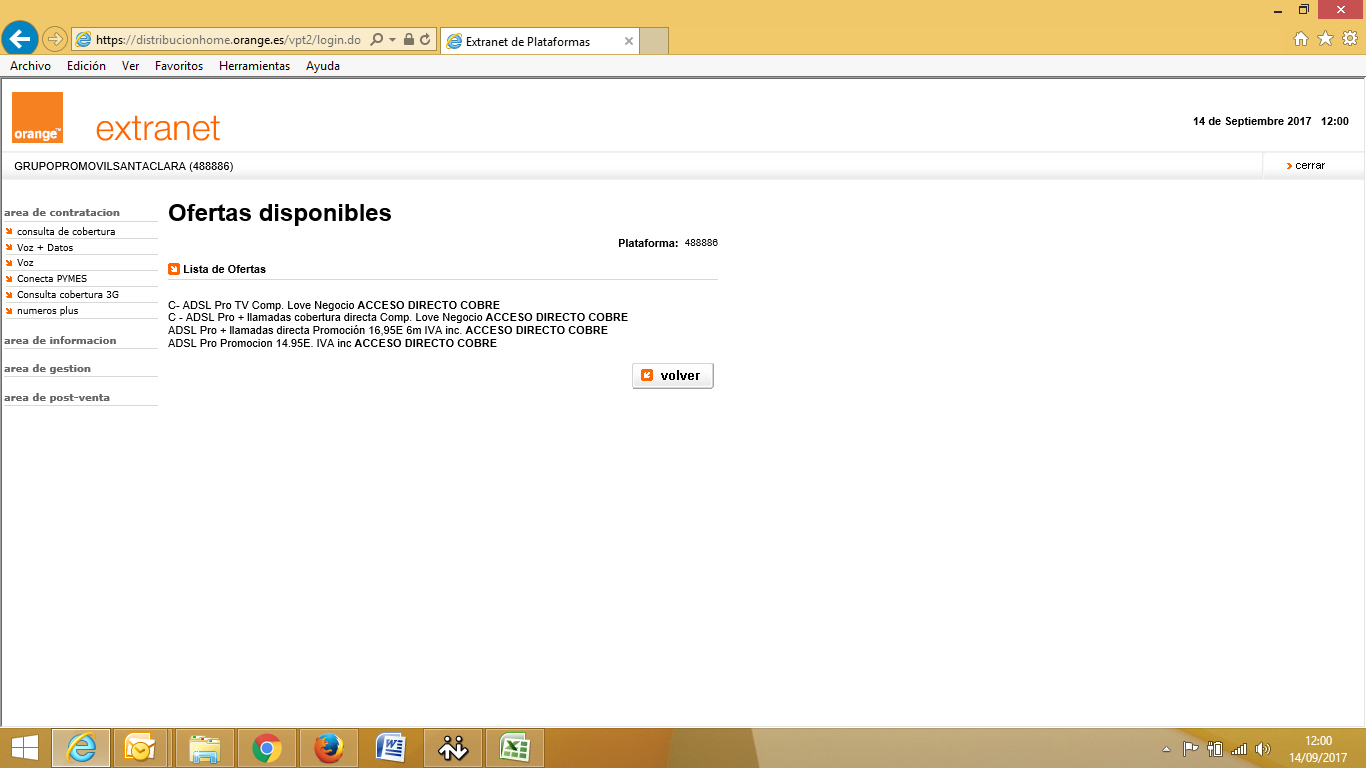 https://distribucionhome.orange.es/vpt2/login.do
Extranet de Plataformas
Archivo Edición Ver Favoritos Herramientas Ayuda
orange™
extranet
14 de Septiembre 2017 12:00
GRUPOPROMOVILSANTACLARA (488886)
cerrar
area de contratacion
consulta de cobertura
Voz + Datos
Voz
Conecta PYMES
Consulta cobertura 3G
numeros plus
area de informacion
area de gestion
area de post-venta
Ofertas disponibles
Plataforma: 488886
Lista de Ofertas
C- ADSL Pro TV Comp. Love Negocio ACCESO DIRECTO COBRE
C - ADSL Pro + llamadas cobertura directa Comp. Love Negocio ACCESO DIRECTO COBRE
ADSL Pro + llamadas directa Promoción 16,95E 6m IVA inc. ACCESO DIRECTO COBRE
ADSL Pro Promocion 14.95E. IVA inc ACCESO DIRECTO COBRE
volver
12:00
14/09/2017